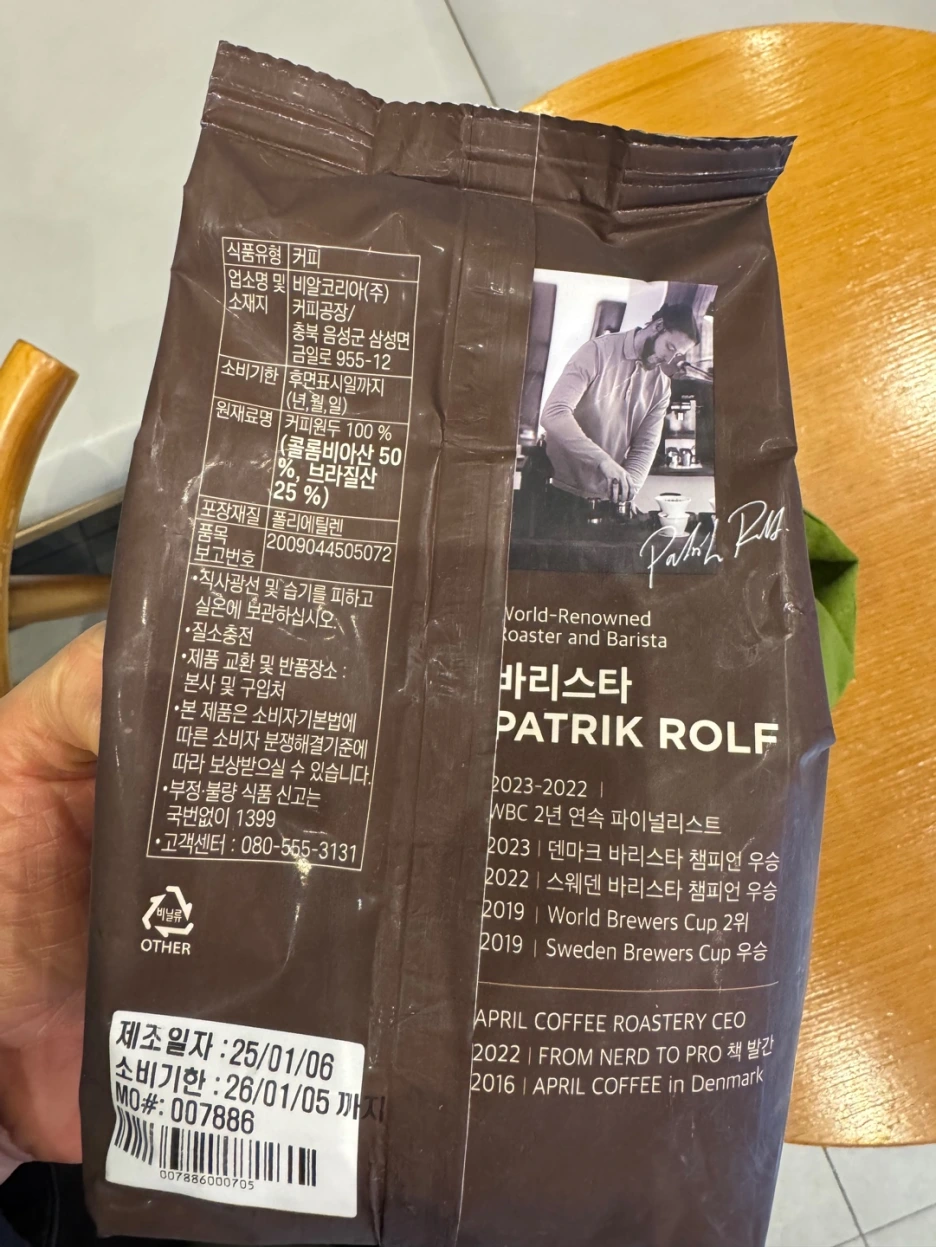 식품유형 커피
업소명 및 비알코리아(주)
소재지 커피공장/
충북 음성군 삼성면
금일로 955-12
소비기한 후면표시일까지
(년,월,일)
원재료명 커피원두 100 %
(콜롬비아산 50
%, 브라질산
25 %)
포장재질 폴리에틸렌
품목 2009044505072
보고번호
•직사광선 및 습기를 피하고
실온에 보관하십시오.
•질소충전
•제품 교환 및 반품장소 :
본사 및 구입처
•본 제품은 소비자기본법에
따른 소비자 분쟁해결기준에
따라 보상받으실 수 있습니다.
•부정·불량 식품 신고는
국번없이 1399
•고객센터 : 080-555-3131
비닐류
OTHER
제조일자 : 25/01/06
소비기한 : 26/01/05 까지
MO#: 007886
007886000705
Patrik Rolf
World-Renowned
Roaster and Barista
바리스타
PATRIK ROLF
2023-2022 |
WBC 2년 연속 파이널리스트
2023 | 덴마크 바리스타 챔피언 우승
2022 | 스웨덴 바리스타 챔피언 우승
2019 | World Brewers Cup 2위
2019 | Sweden Brewers Cup 우승
APRIL COFFEE ROASTERY CEO
2022 | FROM NERD TO PRO 책 발간
2016 | APRIL COFFEE in Denmark